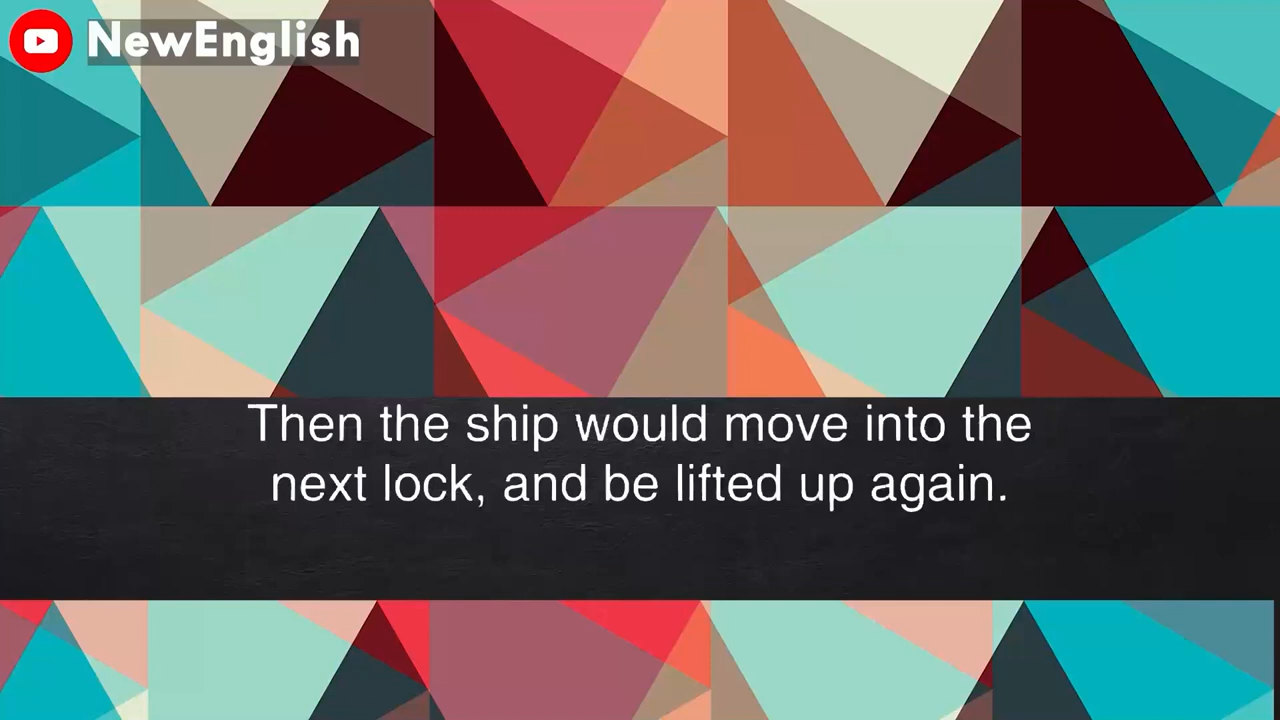 NewEnglish
Then the ship would move into the
next lock, and be lifted up again.